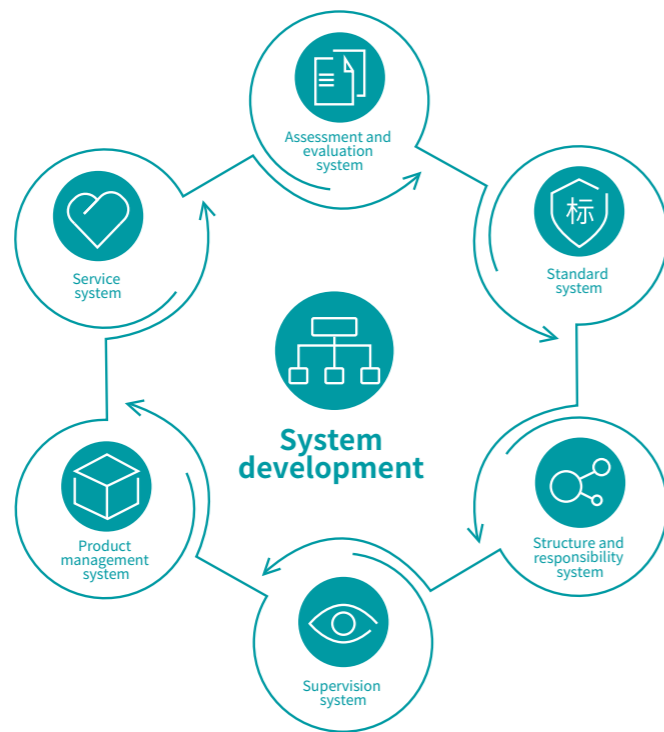 Assessment and
evaluation
system
标
Standard
system
Service
system
System
development
Structure and
responsibility
system
Product
management
system
Supervision
system